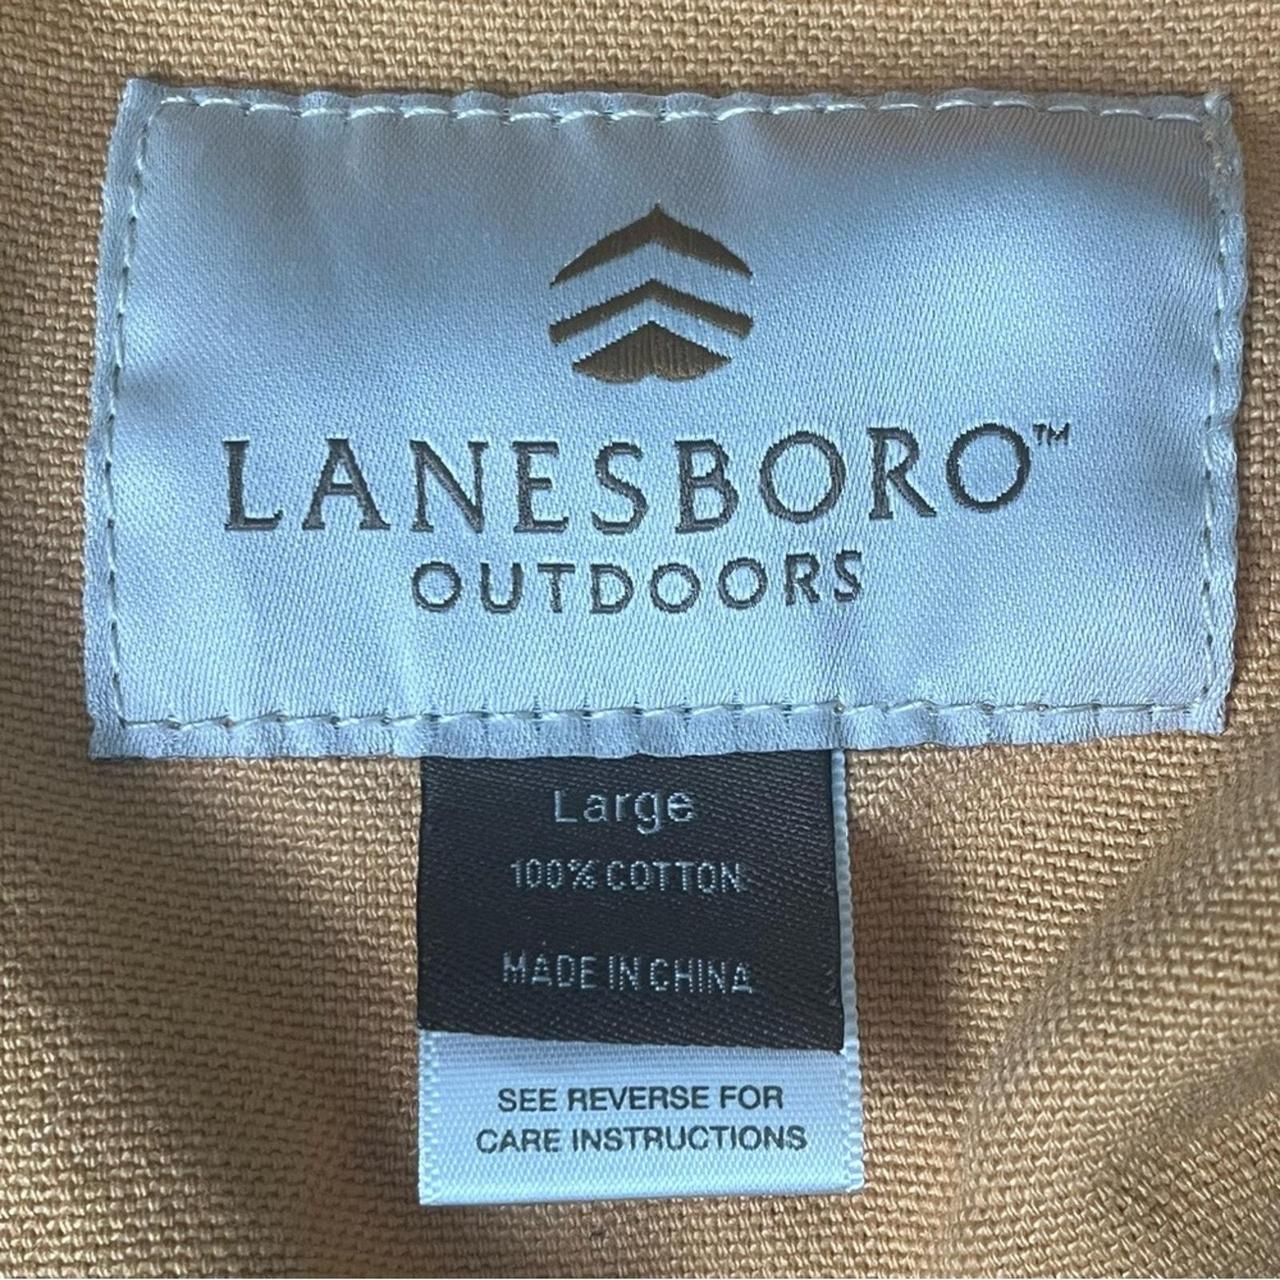 LANESBORO™
OUTDOORS
Large
100% COTTON
MADE IN CHINA
SEE REVERSE FOR
CARE INSTRUCTIONS